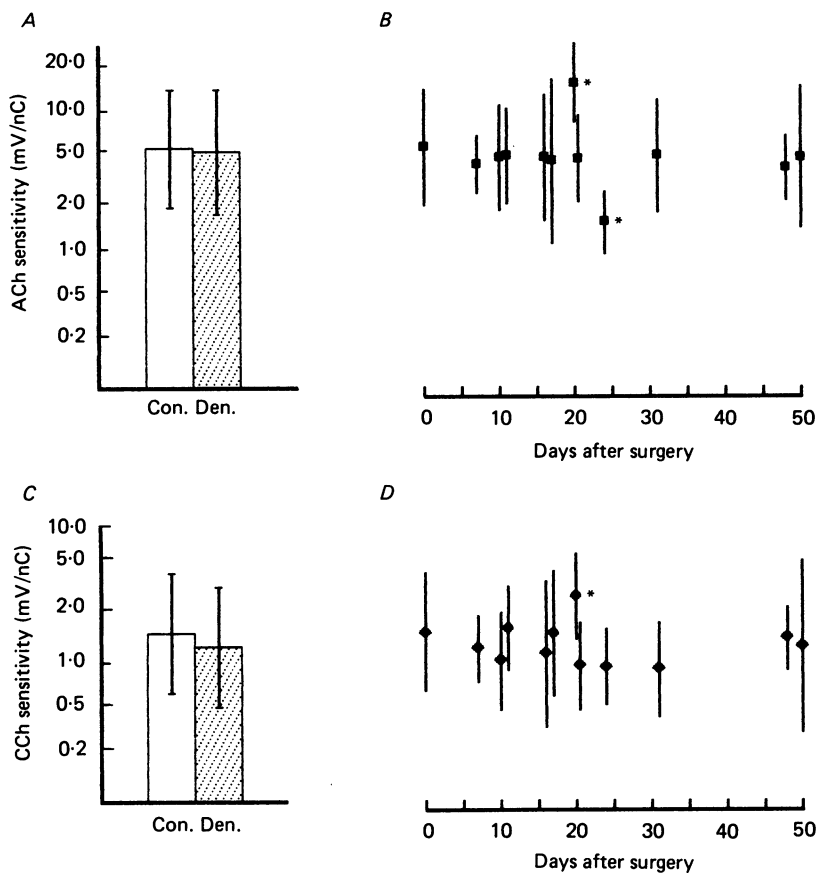 A
ACh sensitivity (mV/nC)
20·0
10·0
5·0
2·0
1·0
0·5
0·2
Con. Den.
B
*
*
0 10 20 30 40 50
Days after surgery
C
CCh sensitivity (mV/nC)
10·0
5·0
2·0
1·0
0·5
0·2
Con. Den.
D
*
0 10 20 30 40 50
Days after surgery